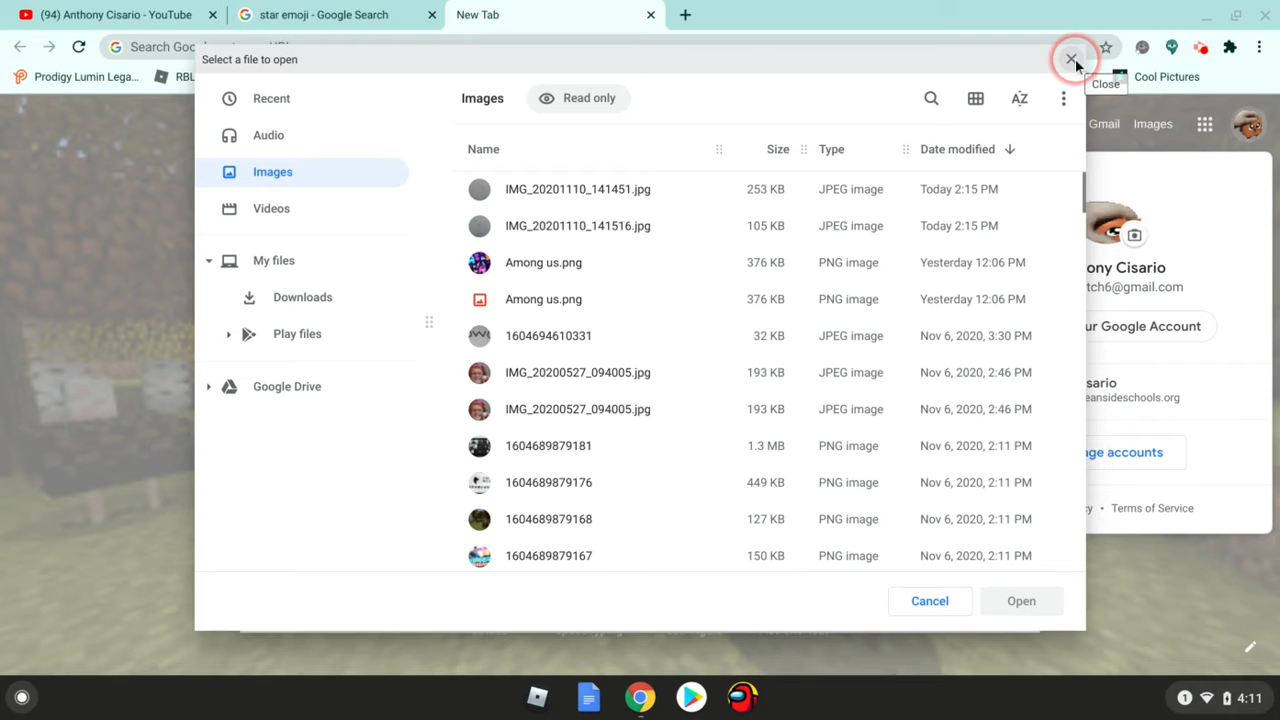 (94) Anthony Cisario - YouTube
star emoji - Google Search
New Tab
Select a file to open
Prodigy Lumin Lega...
Close
Cool Pictures
Gmail
Images
Recent
Audio
Images
Videos
My files
Downloads
Play files
Google Drive
Images
Read only
AZ
Name Size Type Date modified
IMG_20201110_141451.jpg 253 KB JPEG image Today 2:15 PM
IMG_20201110_141516.jpg 105 KB JPEG image Today 2:15 PM
Among us.png 376 KB PNG image Yesterday 12:06 PM
Among us.png 376 KB PNG image Yesterday 12:06 PM
1604694610331 32 KB JPEG image Nov 6, 2020, 3:30 PM
IMG_20200527_094005.jpg 193 KB JPEG image Nov 6, 2020, 2:46 PM
IMG_20200527_094005.jpg 193 KB JPEG image Nov 6, 2020, 2:46 PM
1604689879181 1.3 MB PNG image Nov 6, 2020, 2:11 PM
1604689879176 449 KB PNG image Nov 6, 2020, 2:11 PM
1604689879168 127 KB PNG image Nov 6, 2020, 2:11 PM
1604689879167 150 KB PNG image Nov 6, 2020, 2:11 PM
Cancel
Open
ony Cisario
tch6@gmail.com
ur Google Account
sario
eansideschools.org
age accounts
cy • Terms of Service
1
4:11